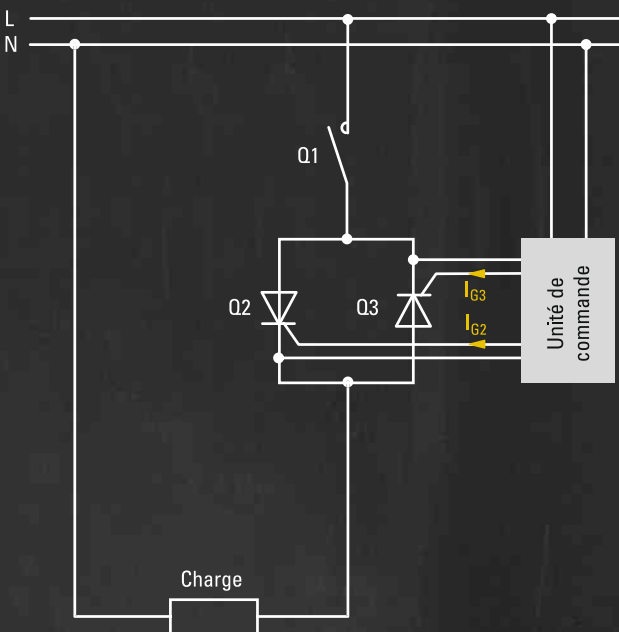 L
N
Q1
Q2
Q3
IG3
IG2
Unité de
commande
Charge